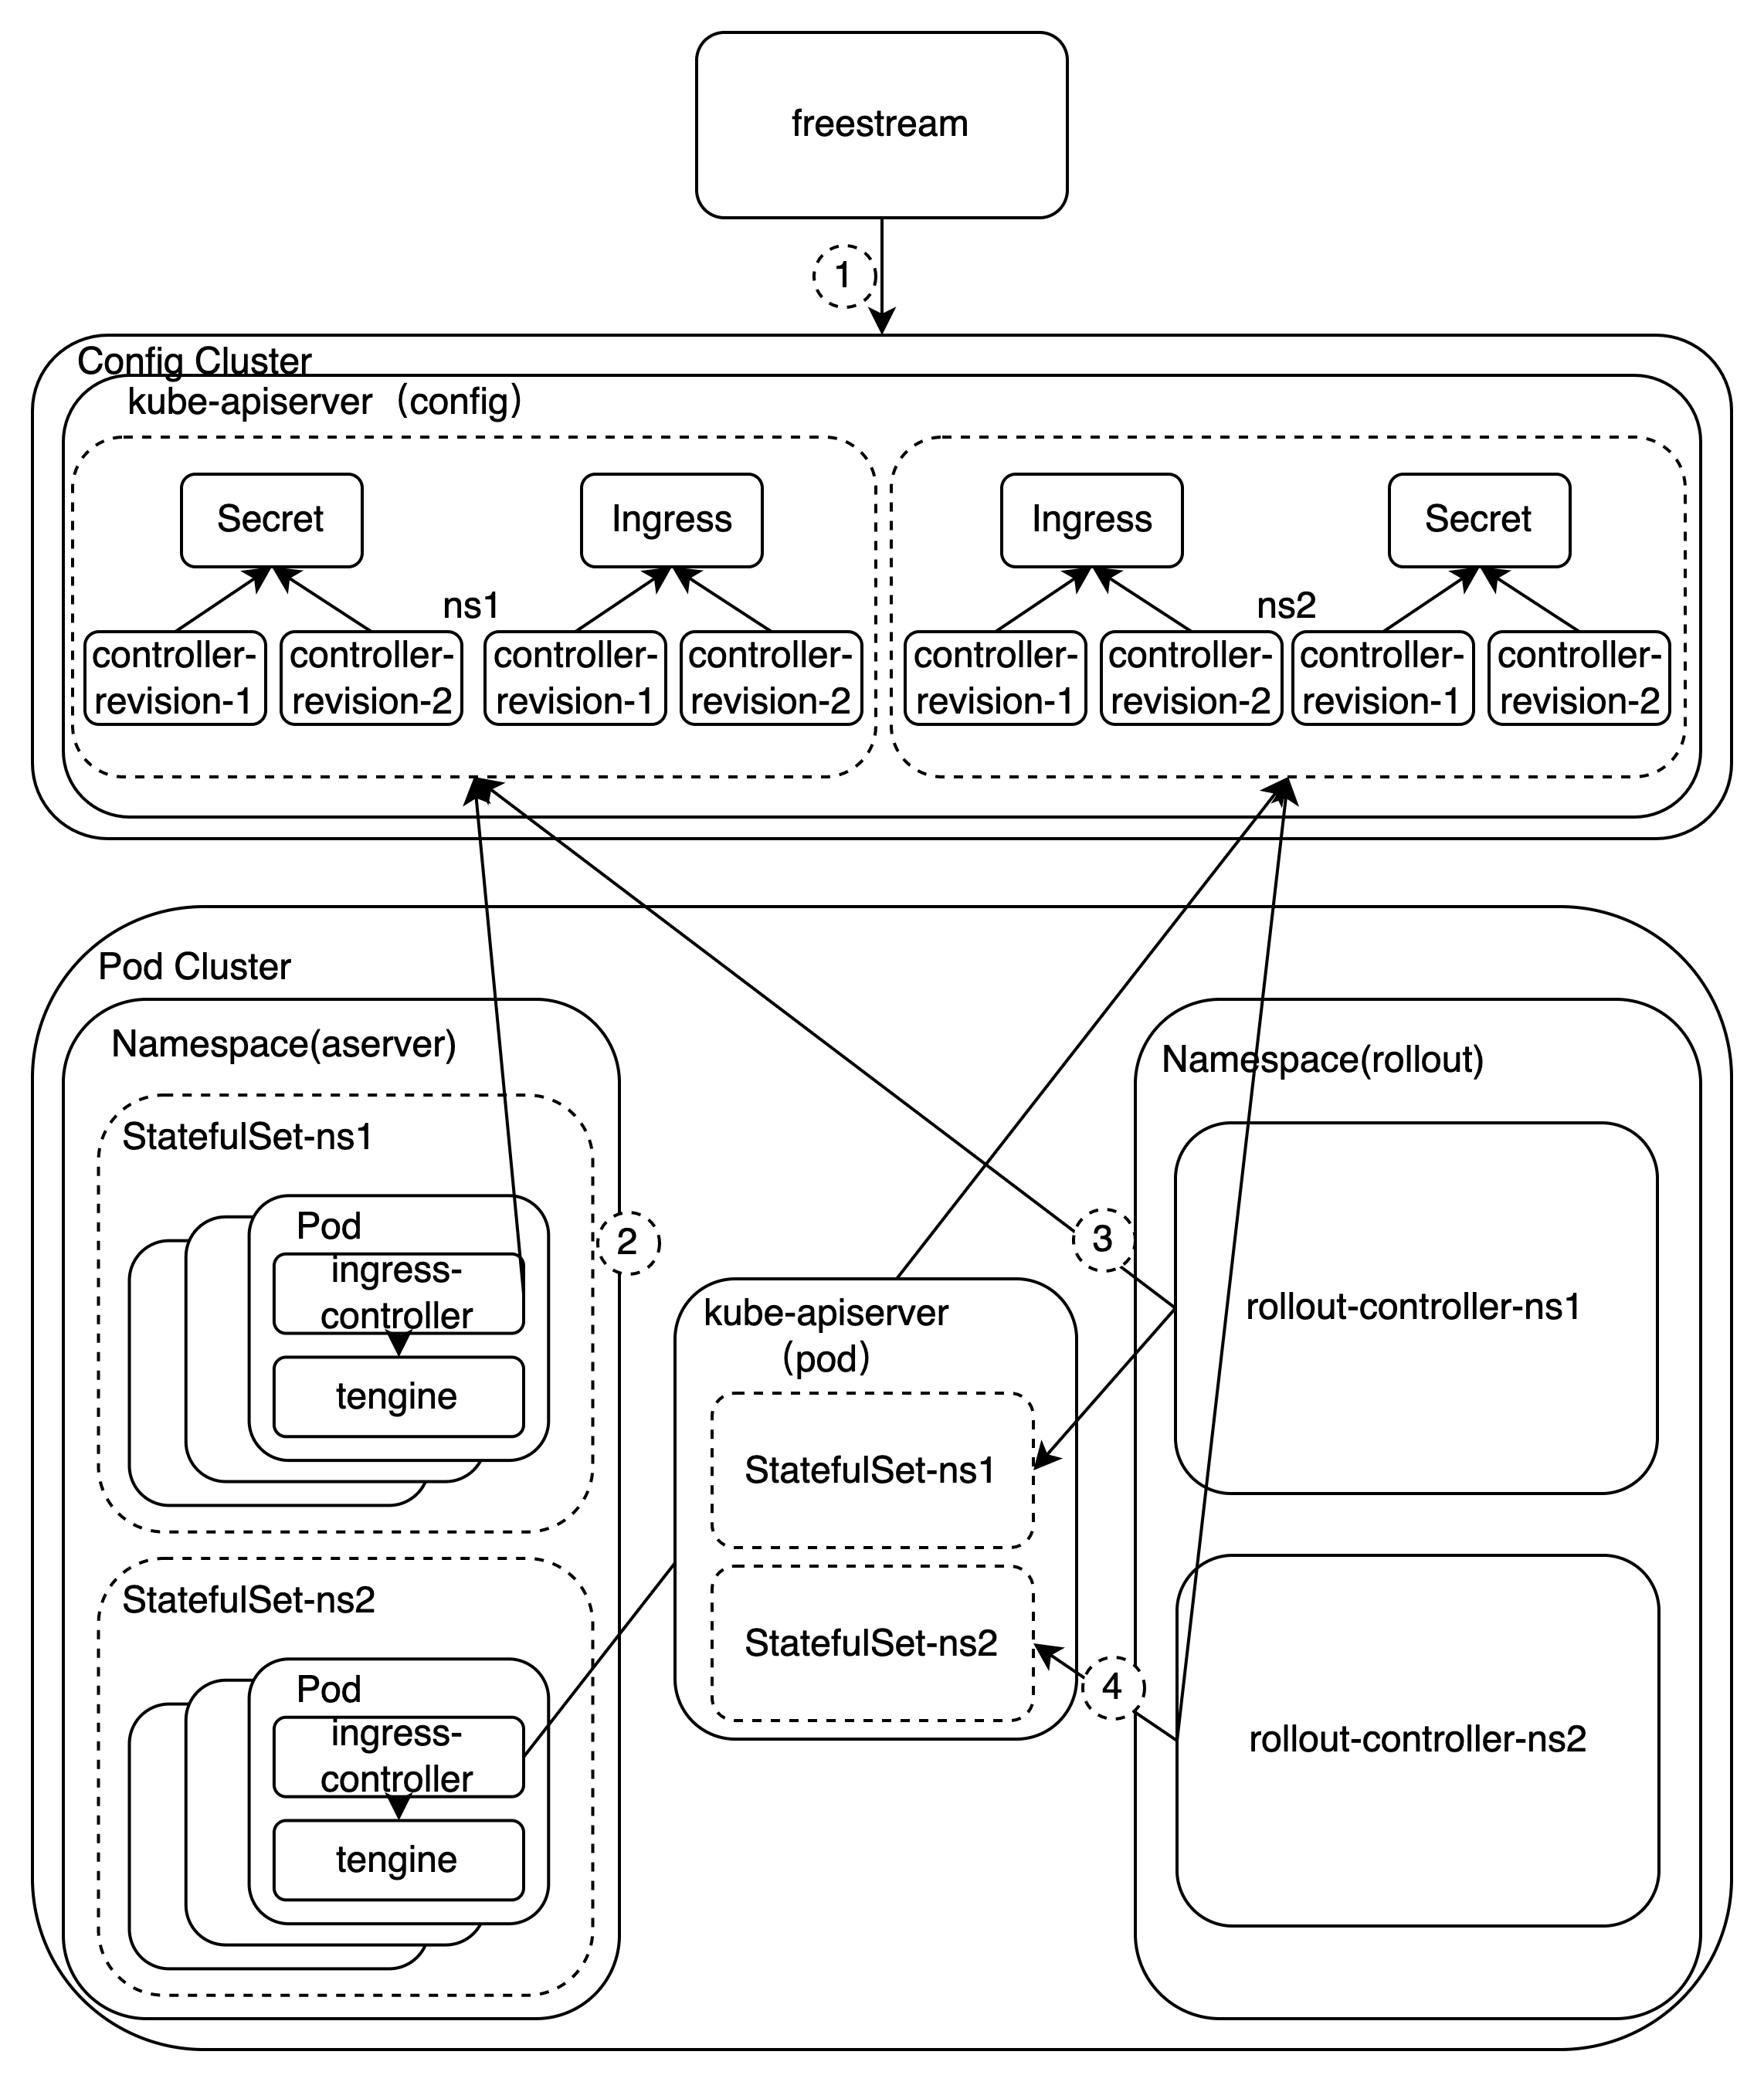 freestream
1
Config Cluster
kube-apiserver（config）
Secret
Ingress
Ingress
Secret
ns1
ns2
controller-
revision-1
controller-
revision-2
controller-
revision-1
controller-
revision-2
controller-
revision-1
controller-
revision-2
controller-
revision-1
controller-
revision-2
Pod Cluster
Namespace(aserver)
StatefulSet-ns1
Pod
ingress-
controller
tengine
2
StatefulSet-ns2
Pod
ingress-
controller
tengine
kube-apiserver
（pod）
StatefulSet-ns1
StatefulSet-ns2
3
4
Namespace(rollout)
rollout-controller-ns1
rollout-controller-ns2